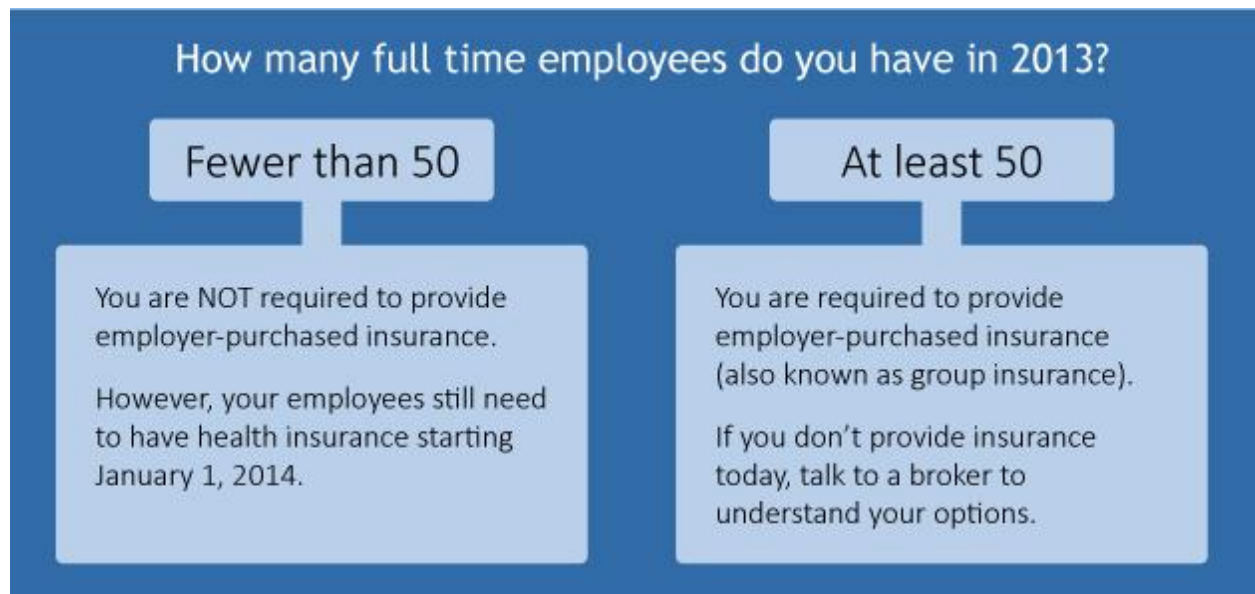 How many full time employees do you have in 2013?
Fewer than 50
You are NOT required to provide
employer-purchased insurance.
However, your employees still need
to have health insurance starting
January 1, 2014.
At least 50
You are required to provide
employer-purchased insurance
(also known as group insurance).
If you don’t provide insurance
today, talk to a broker to
understand your options.